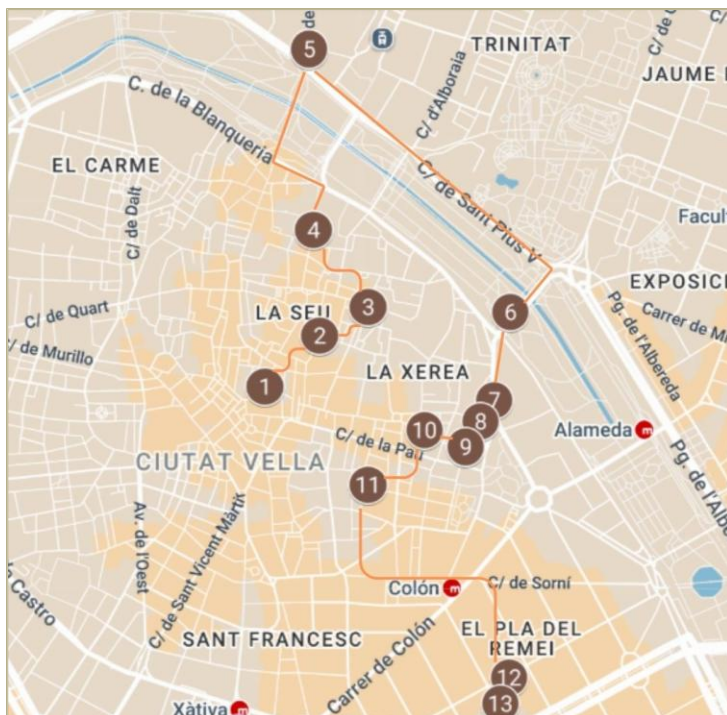 5
de
TRINITAT
JAUME
C/ d'Alboraia
C. de la Blanqueria
EL CARME
C/ de Dalt
C/ de Sant Pius V
Facul
4
EXPOSICI
3
6
LA SEU
2
C/ de Quart
Pg. de l'Albereda
Carrer de Mi
/ de Murillo
1
LA XEREA
7
8
10
9
C/ de la Pau
Alameda
m
CIUTAT VELLA
11
Pg. de l'Al
Av. de l'Oest
C/ de Sant Vicent Màrtir
Colón
m
C/ de Sorní
Castro
SANT FRANCESC
Carrer de Colón
EL PLA DEL
REMEI
12
13
Xàtiva
m